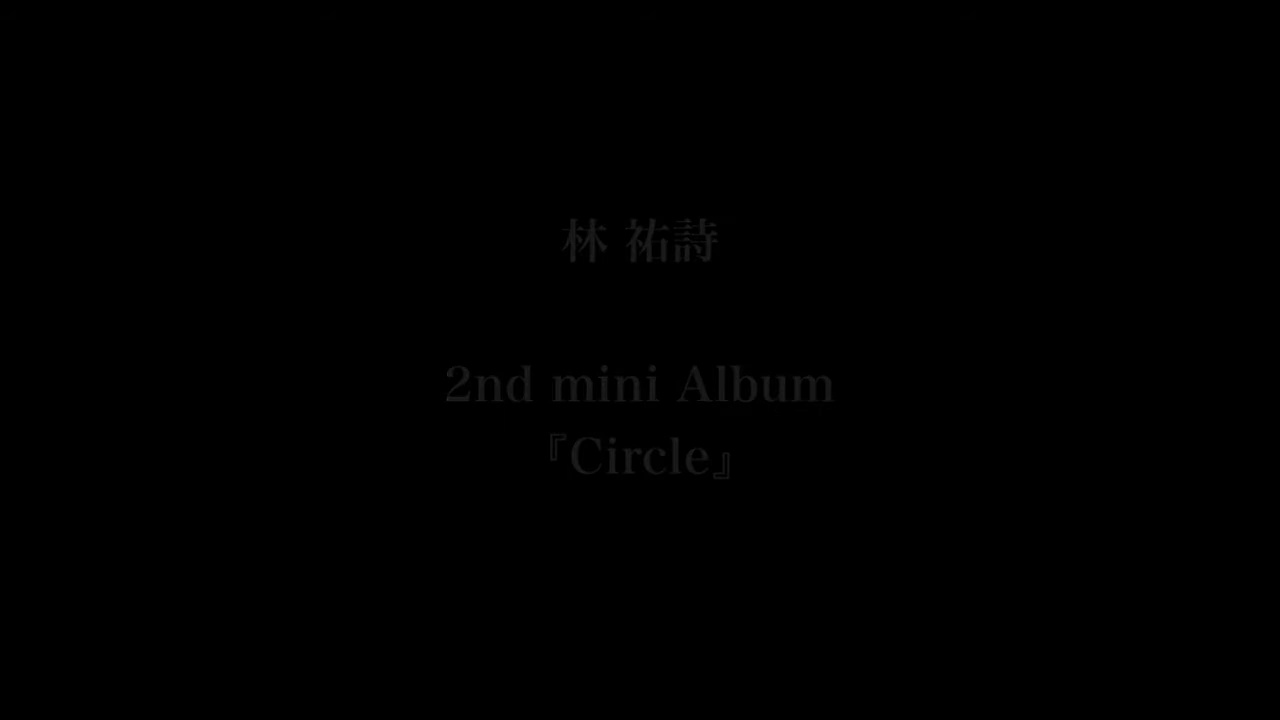 林 祐詩
2nd mini Album
『Circle』